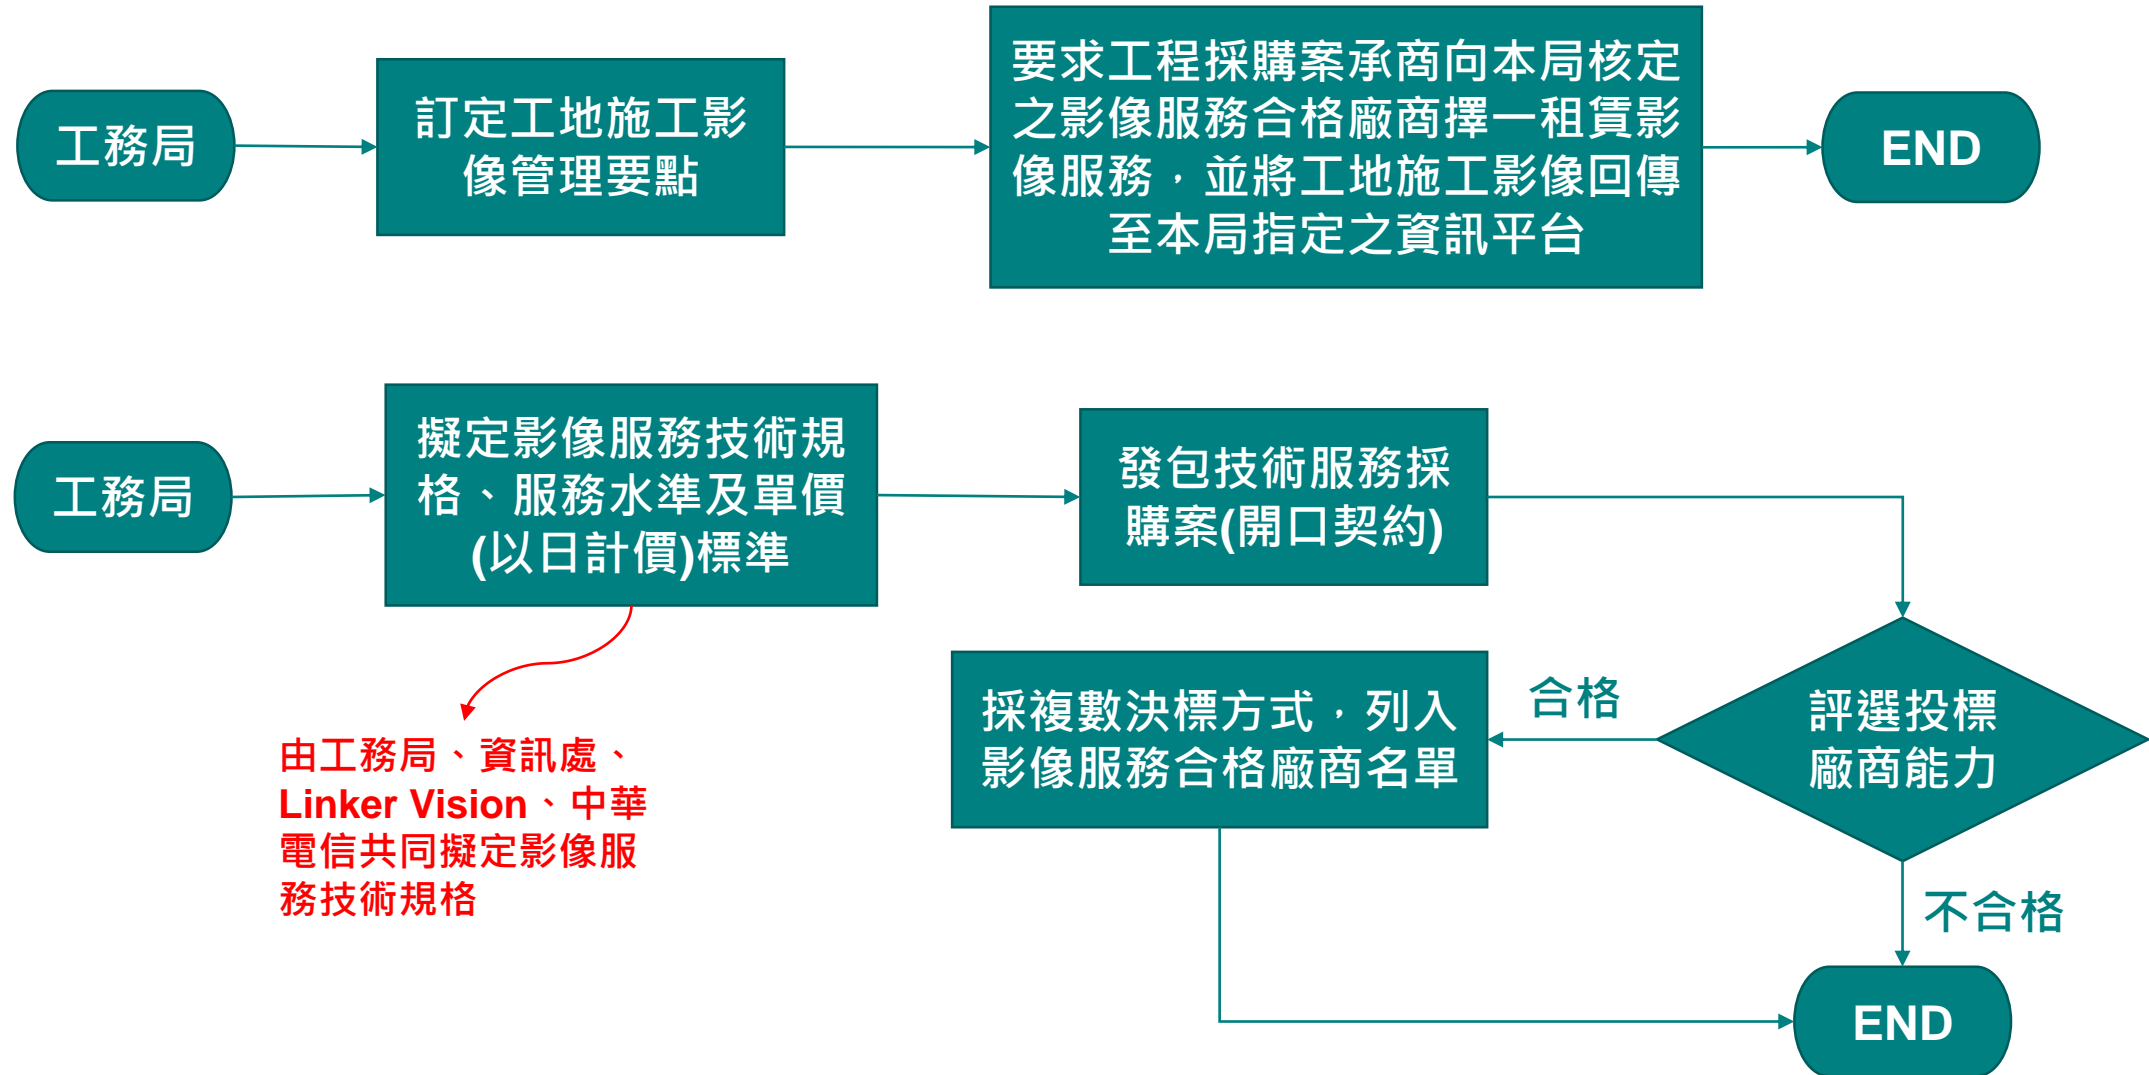 工務局
訂定工地施工影
像管理要點
要求工程採購案承商向本局核定
之影像服務合格廠商擇一租賃影
像服務，並將工地施工影像回傳
至本局指定之資訊平台
END
工務局
擬定影像服務技術規
格、服務水準及單價
(以日計價)標準
發包技術服務採
購案(開口契約)
評選投標
廠商能力
合格
採複數決標方式，列入
影像服務合格廠商名單
不合格
END
由工務局、資訊處、
Linker Vision、中華
電信共同擬定影像服
務技術規格